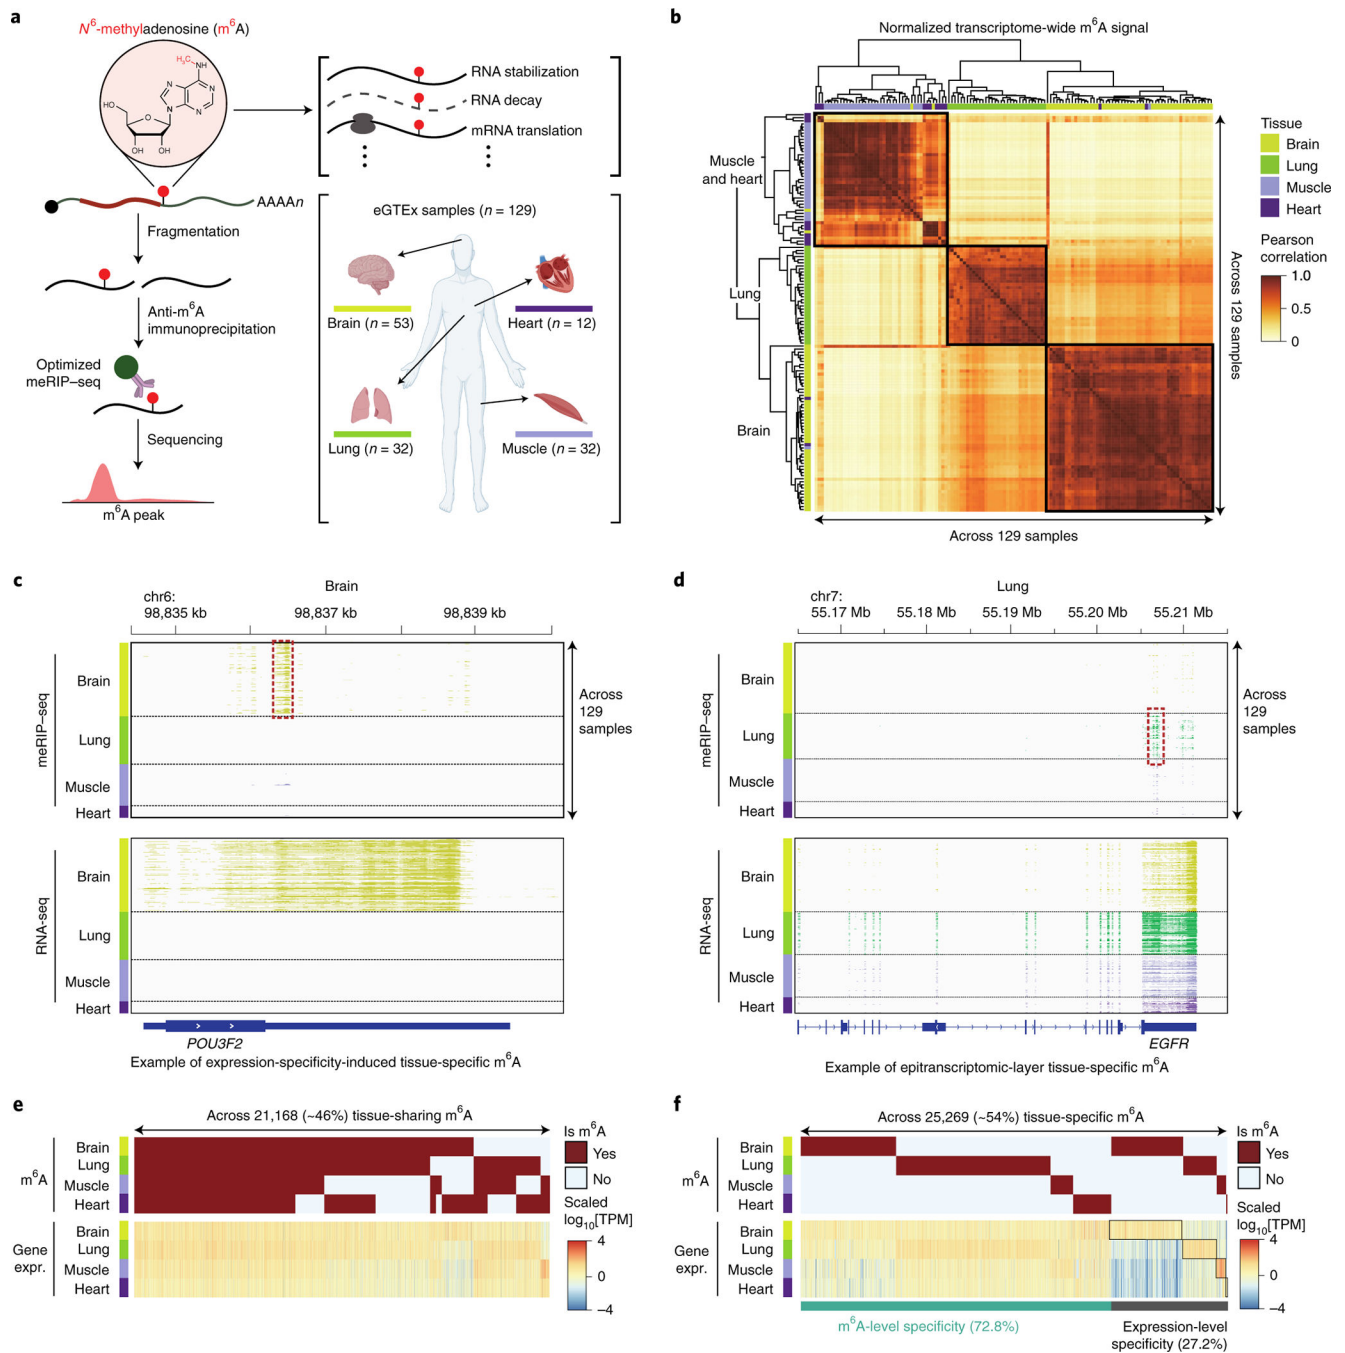 a
N⁶-methyladenosine (m⁶A)
H₃C
NH
N
N
N
N
HO
O
OH
OH
RNA stabilization
RNA decay
mRNA translation
AAAAn
Fragmentation
Anti-m⁶A
immunoprecipitation
Optimized
meRIP–seq
Sequencing
m⁶A peak
eGTEx samples (n = 129)
Brain (n = 53)
Heart (n = 12)
Lung (n = 32)
Muscle (n = 32)
b
Normalized transcriptome-wide m⁶A signal
Muscle
and heart
Lung
Brain
Across 129 samples
Across 129 samples
Tissue
Brain
Lung
Muscle
Heart
Pearson
correlation
1.0
0.5
0
c
Brain
chr6:
98,835 kb
98,837 kb
98,839 kb
meRIP–seq
Brain
Lung
Muscle
Heart
Across
129
samples
RNA-seq
Brain
Lung
Muscle
Heart
POU3F2
Example of expression-specificity-induced tissue-specific m⁶A
d
Lung
chr7:
55.17 Mb
55.18 Mb
55.19 Mb
55.20 Mb
55.21 Mb
meRIP–seq
Brain
Lung
Muscle
Heart
Across
129
samples
RNA-seq
Brain
Lung
Muscle
Heart
EGFR
Example of epitranscriptomic-layer tissue-specific m⁶A
e
Across 21,168 (~46%) tissue-sharing m⁶A
m⁶A
Brain
Lung
Muscle
Heart
Is m⁶A
Yes
No
Gene
expr.
Brain
Lung
Muscle
Heart
Scaled
log₁₀[TPM]
4
0
−4
f
Across 25,269 (~54%) tissue-specific m⁶A
m⁶A
Brain
Lung
Muscle
Heart
Is m⁶A
Yes
No
Gene
expr.
Brain
Lung
Muscle
Heart
Scaled
log₁₀[TPM]
4
0
−4
m⁶A-level specificity (72.8%)
Expression-level
specificity (27.2%)